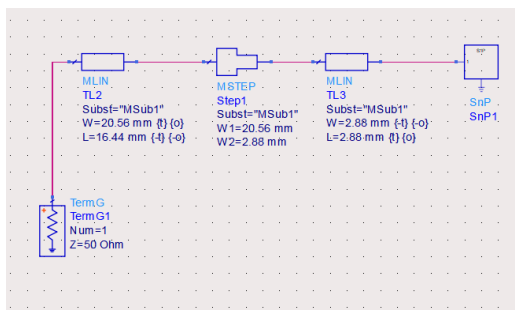 MLIN
TL2
Subst="MSub1"
W=20.56 mm {t} {o}
L=16.44 mm {-t} {-o}
MSTEP
Step1
Subst="MSub1"
W1=20.56 mm
W2=2.88 mm
MLIN
TL3
Subst="MSub1"
W=2.88 mm {-t} {-o}
L=2.88 mm {t} {o}
SnP
1
SnP
SnP1
+
TermG
TermG1
Num=1
Z=50 Ohm